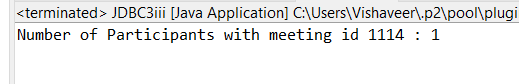 <terminated> JDBC3iii [Java Application] C:\Users\Vishaveer\.p2\pool\plugi
Number of Participants with meeting id 1114 : 1